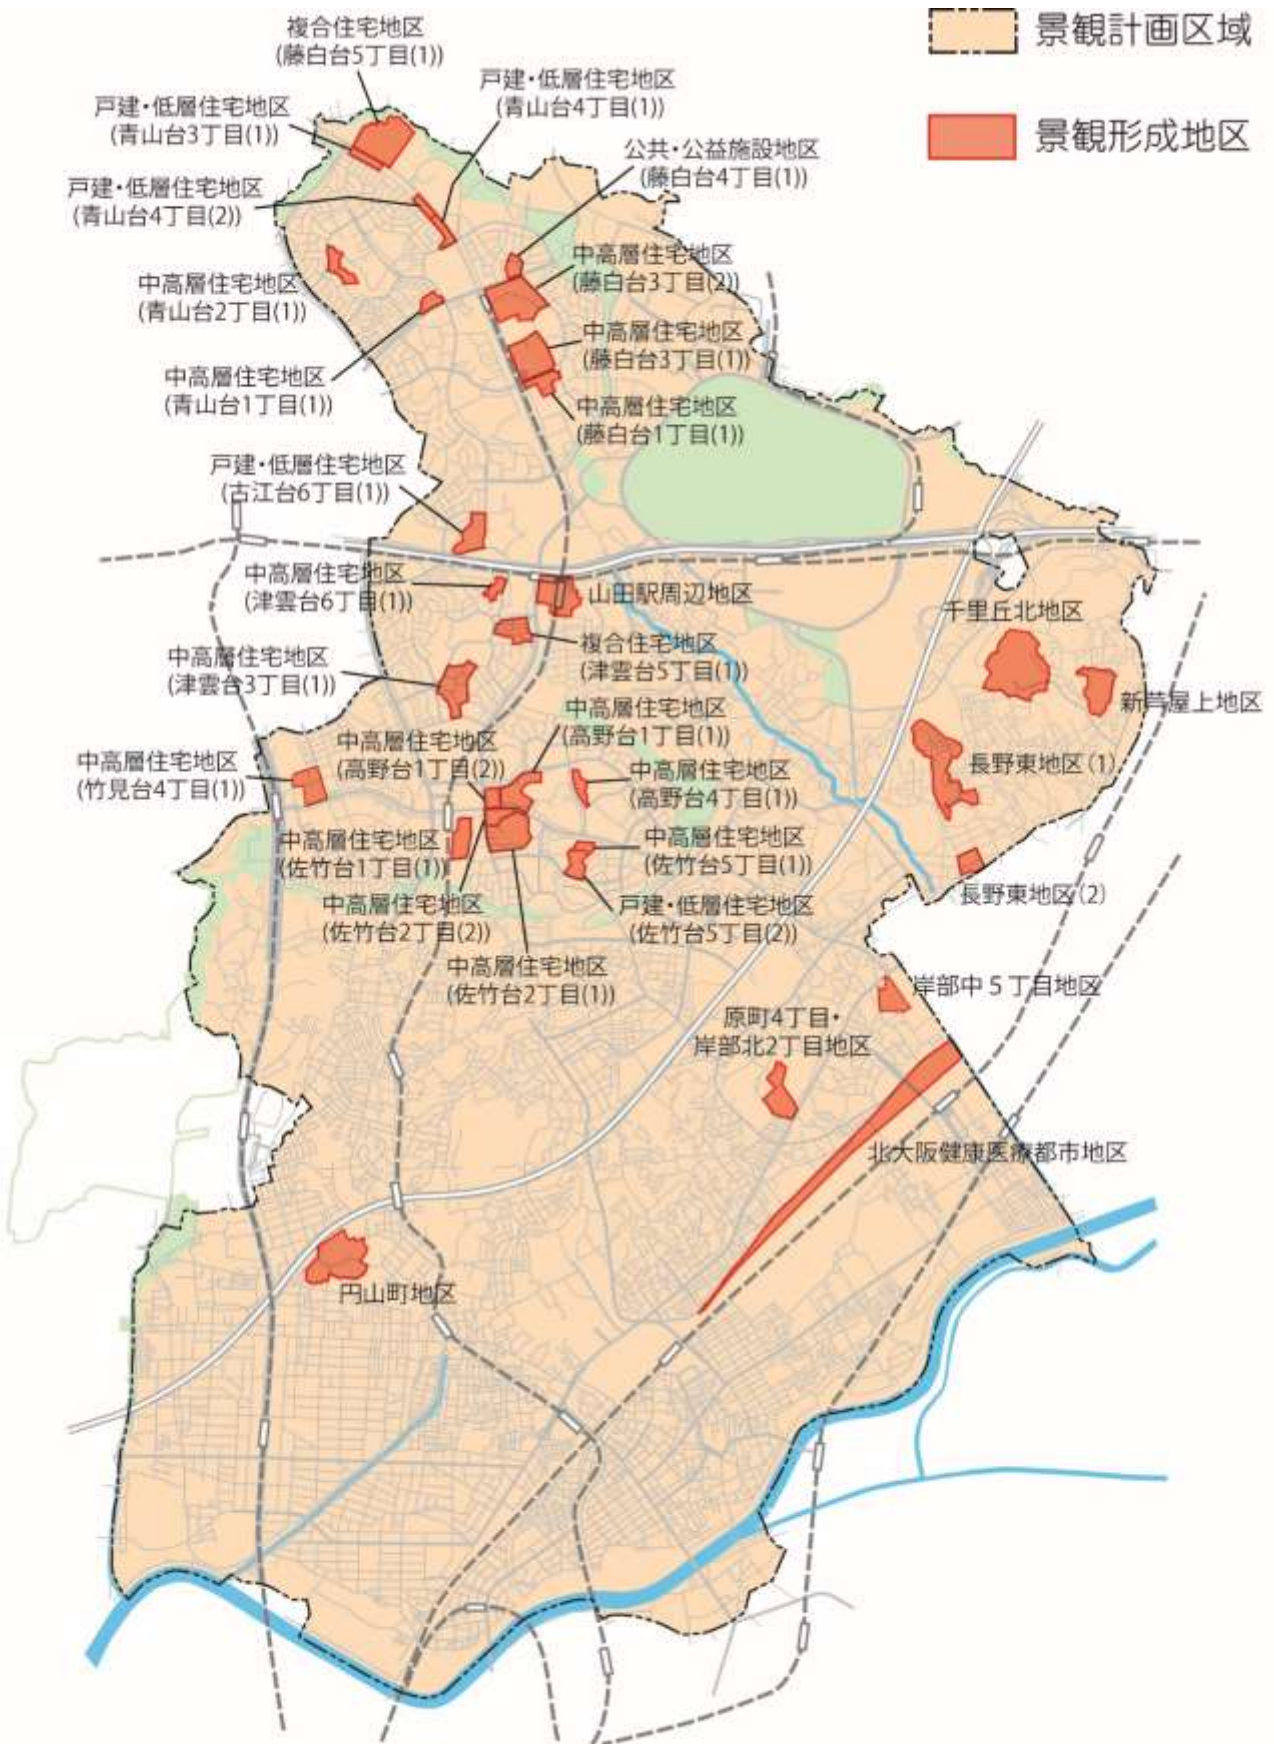 景観計画区域
景観形成地区
複合住宅地区
(藤白台5丁目(1))
戸建・低層住宅地区
(青山台4丁目(1))
戸建・低層住宅地区
(青山台3丁目(1))
公共・公益施設地区
(藤白台4丁目(1))
戸建・低層住宅地区
(青山台4丁目(2))
中高層住宅地区
(藤白台3丁目(2))
中高層住宅地区
(青山台2丁目(1))
中高層住宅地区
(藤白台3丁目(1))
中高層住宅地区
(青山台1丁目(1))
中高層住宅地区
(藤白台1丁目(1))
戸建・低層住宅地区
(古江台6丁目(1))
中高層住宅地区
(津雲台6丁目(1))
山田駅周辺地区
千里丘北地区
複合住宅地区
(津雲台5丁目(1))
中高層住宅地区
(津雲台3丁目(1))
新芦屋上地区
中高層住宅地区
(高野台1丁目(1))
中高層住宅地区
(高野台1丁目(2))
長野東地区(1)
中高層住宅地区
(竹見台4丁目(1))
中高層住宅地区
(高野台4丁目(1))
中高層住宅地区
(佐竹台1丁目(1))
中高層住宅地区
(佐竹台5丁目(1))
長野東地区(2)
中高層住宅地区
(佐竹台2丁目(2))
戸建・低層住宅地区
(佐竹台5丁目(2))
中高層住宅地区
(佐竹台2丁目(1))
岸部中5丁目地区
原町4丁目・
岸部北2丁目地区
北大阪健康医療都市地区
円山町地区